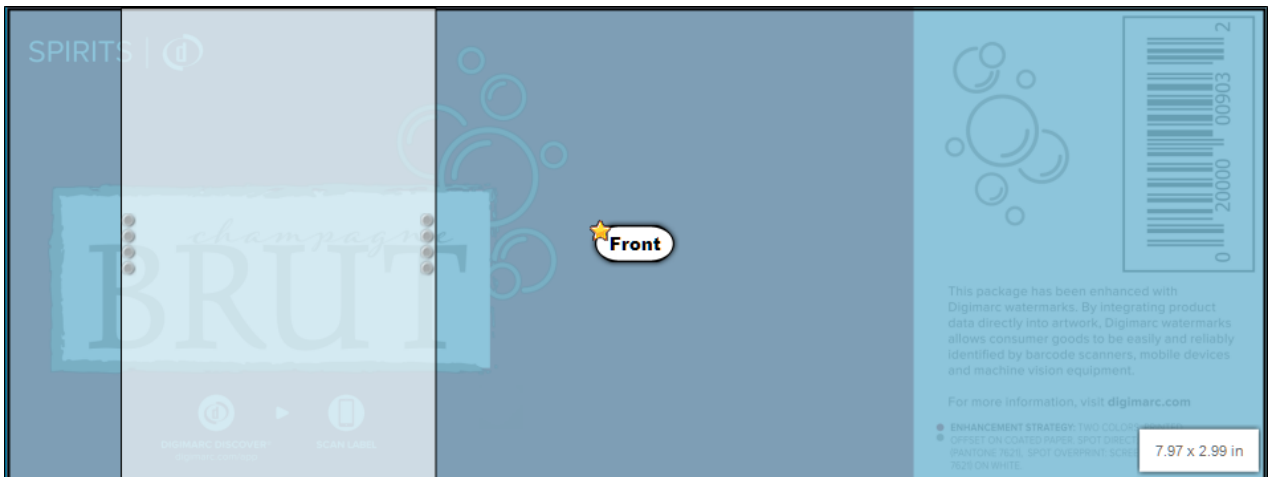 SPIRITS
champagne
BRUT
DIGIMARC DISCOVER®
SCAN LABEL
Front
0 20000 00903 2
This package has been enhanced with
Digimarc watermarks. By integrating product
data directly into artwork, Digimarc watermarks
allows consumer goods to be easily and reliably
identified by barcode scanners, mobile devices
and machine vision equipment.
For more information, visit digimarc.com
ENHANCEMENT STRATEGY: TWO COLORS
OFFSET ON COATED PAPER. SPOT DIRECT
(PANTONE 7621). SPOT OVERPRINT:
ON WHITE.
7.97 x 2.99 in